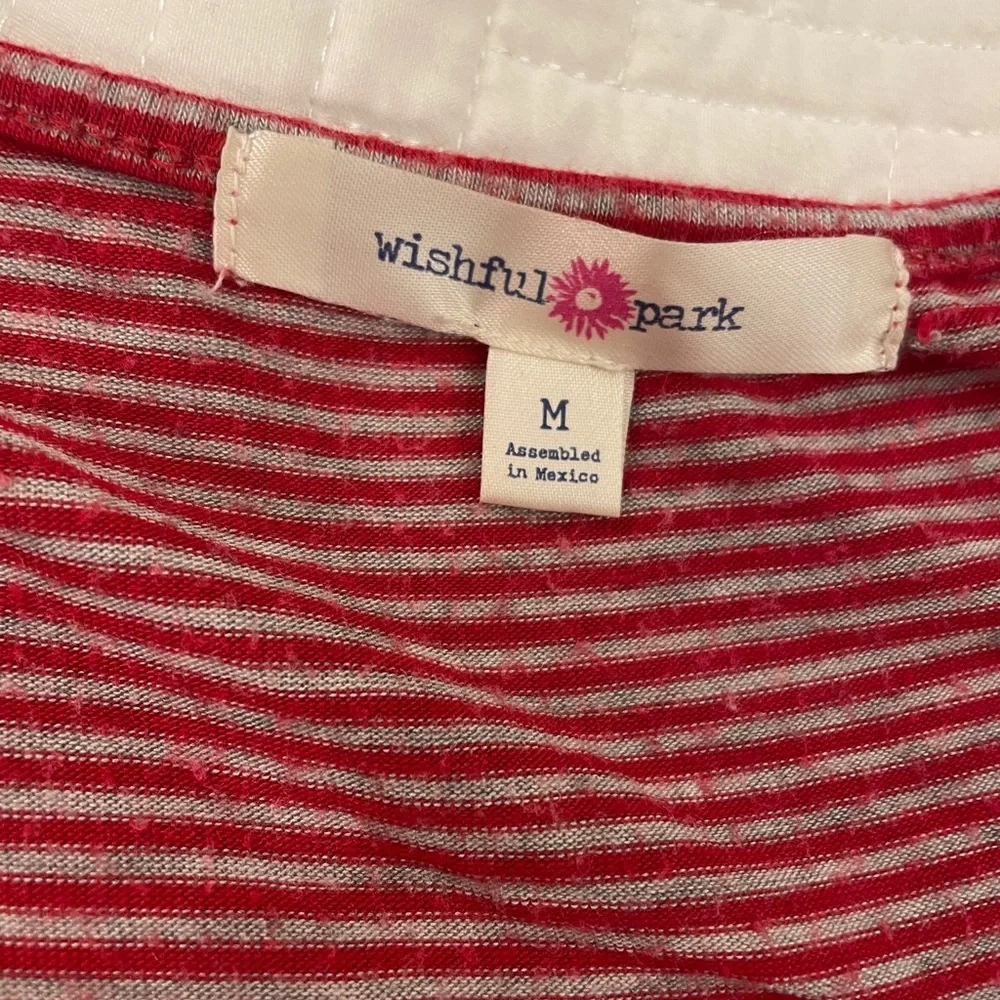 wishful park
M
Assembled
in Mexico